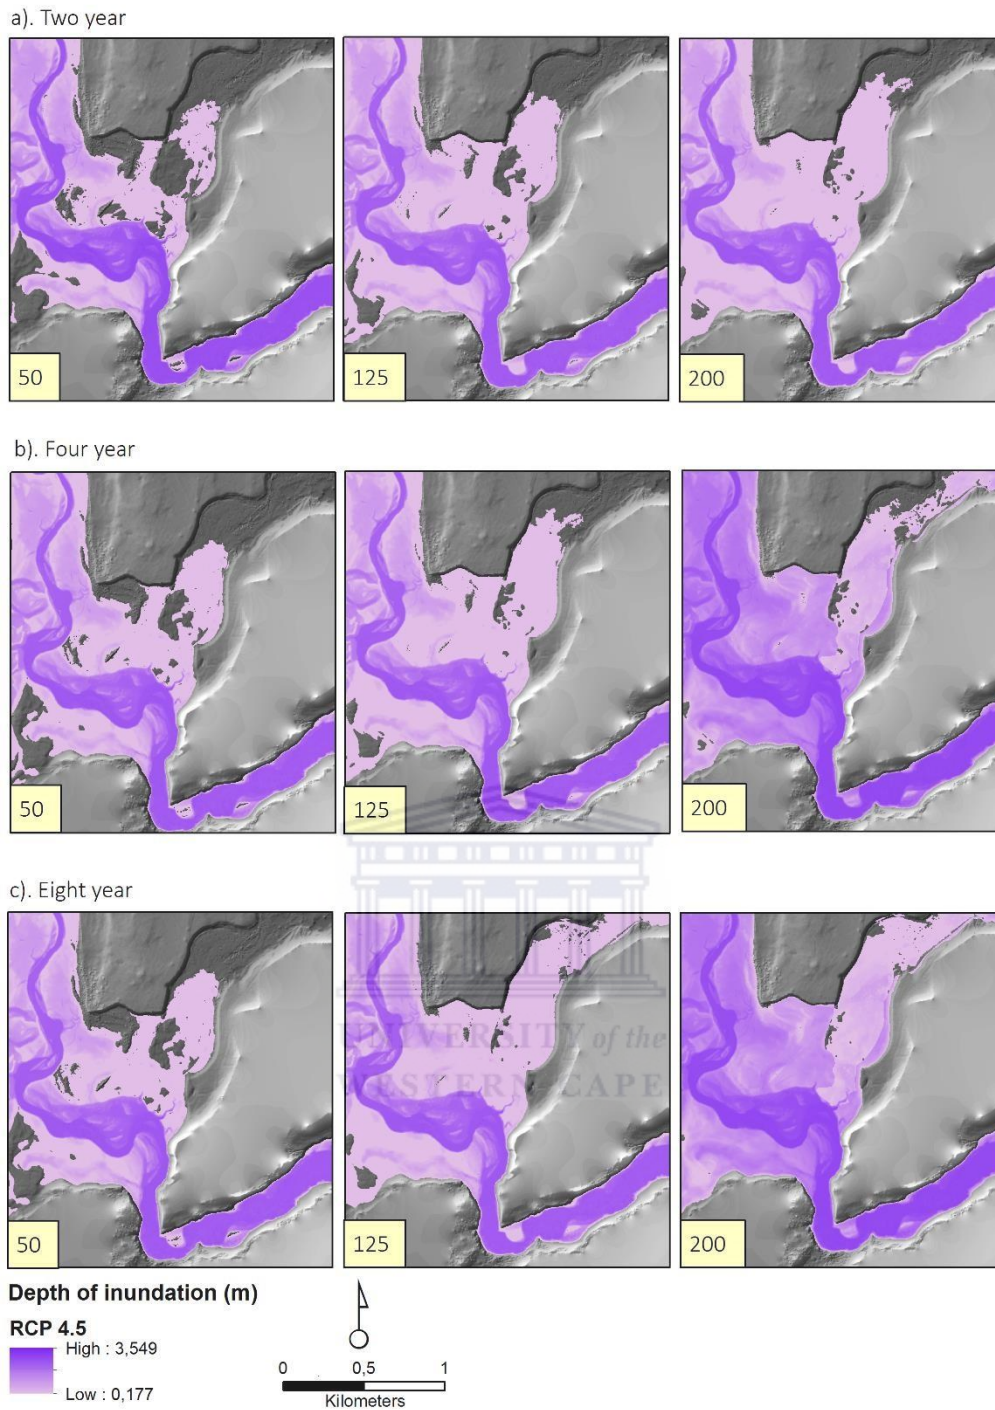 a). Two year
50
125
200
b). Four year
50
125
200
c). Eight year
UNIVERSITY of the
WESTERN CAPE
50
125
200
Depth of inundation (m)
RCP 4.5
High : 3,549
Low : 0,177
0 0,5 1
Kilometers